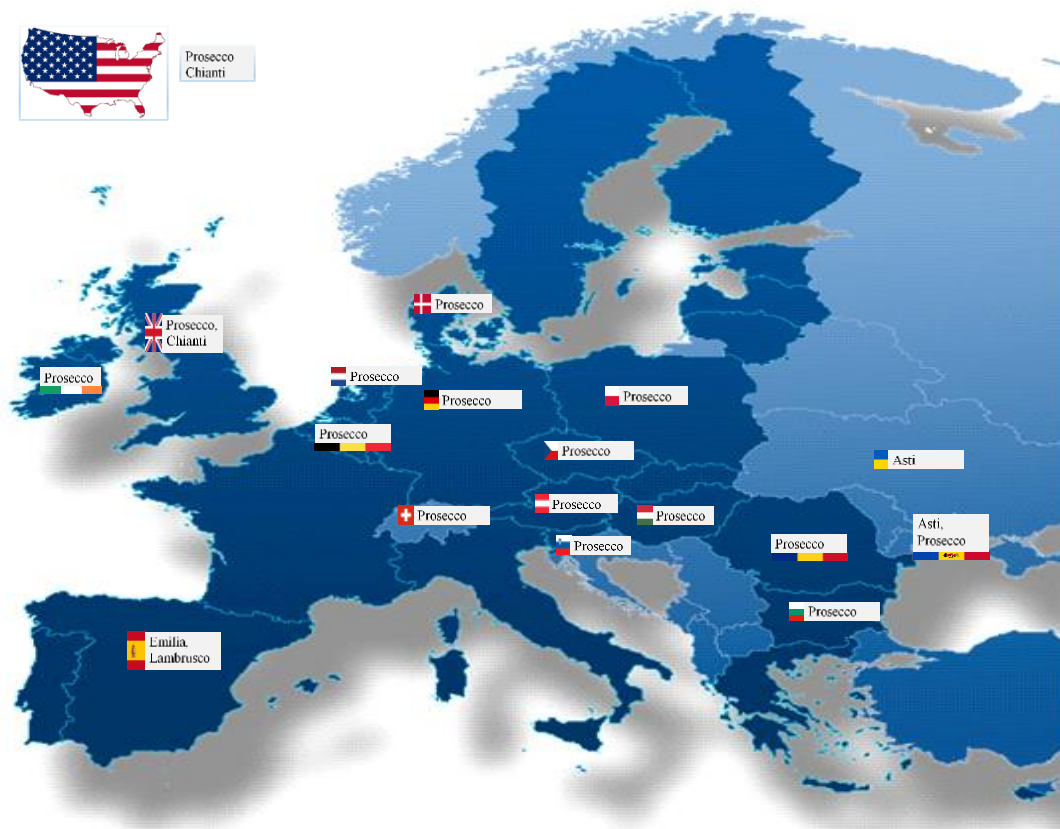 Prosecco
Chianti
Prosecco
Prosecco,
Chianti
Prosecco
Prosecco
Prosecco
Prosecco
Prosecco
Prosecco
Asti
Prosecco
Prosecco
Prosecco
Asti,
Prosecco
Prosecco
Prosecco
Prosecco
Emilia,
Lambrusco